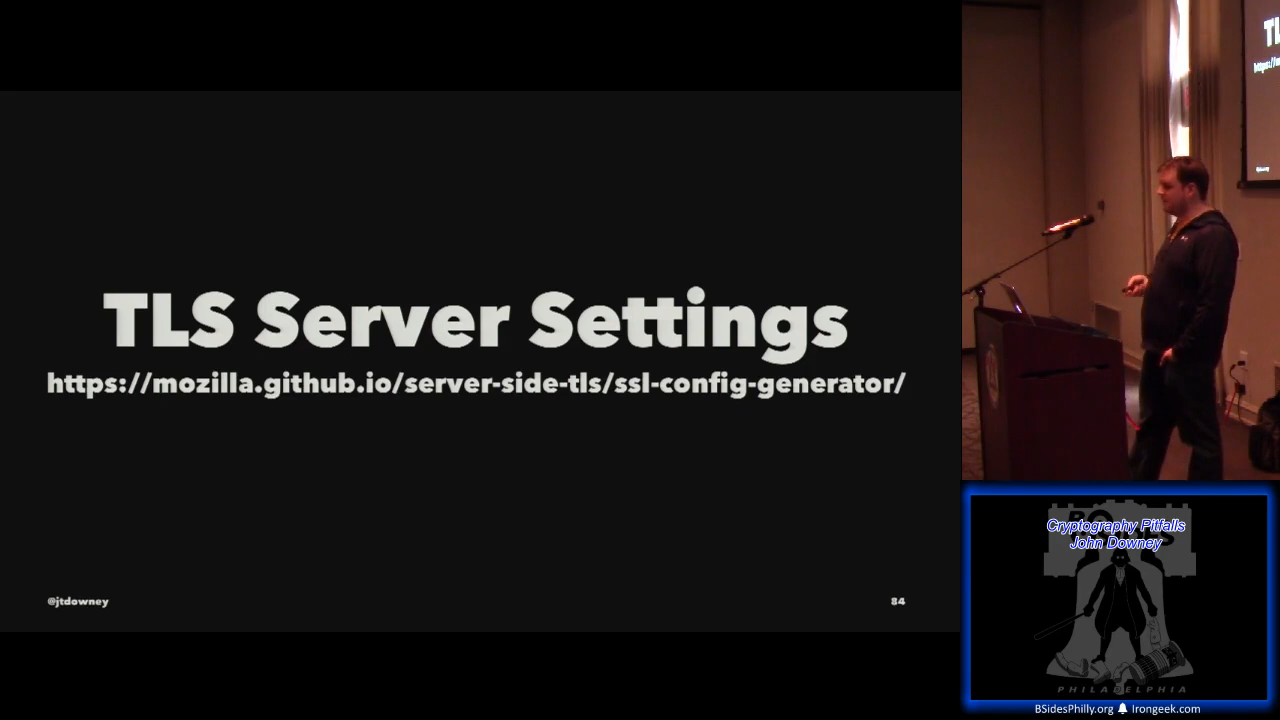 TLS Server Settings
https://mozilla.github.io/server-side-tls/ssl-config-generator/
@jtdowney
84
TL
Cryptography Pitfalls
John Downey
PHILADELPHIA
BSidesPhilly.org
Irongeek.com